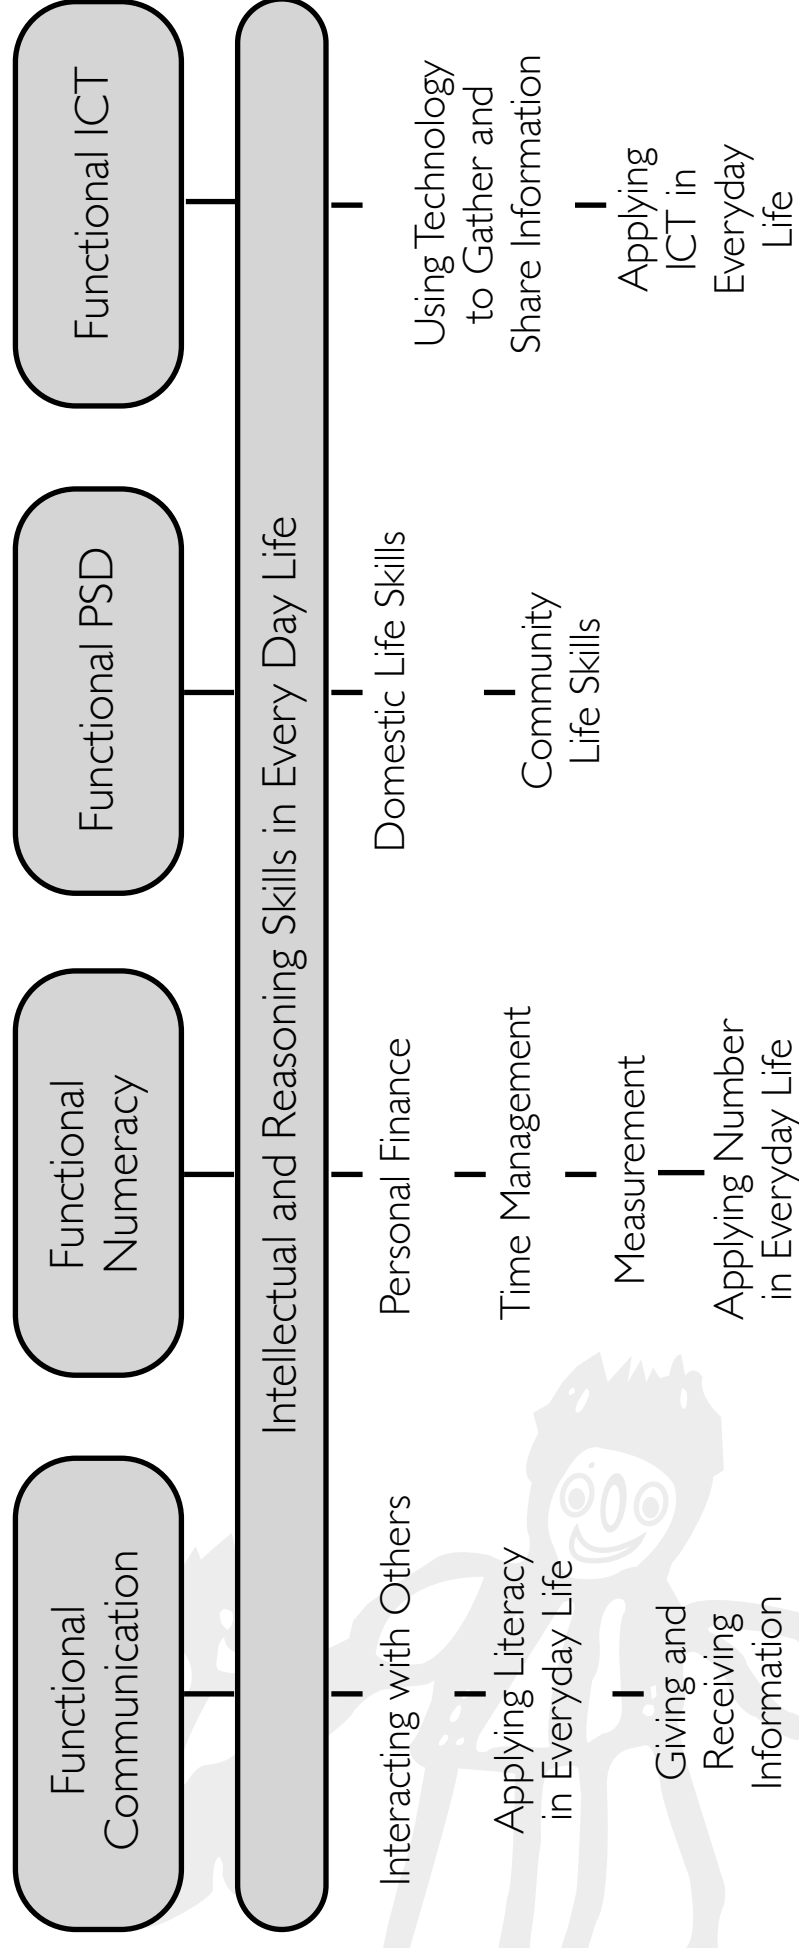 Functional
Communication
Functional
Numeracy
Functional PSD
Functional ICT
Intellectual and Reasoning Skills in Every Day Life
Interacting with Others
Applying Literacy
in Everyday Life
Giving and
Receiving
Information
Personal Finance
Time Management
Measurement
Applying Number
in Everyday Life
Domestic Life Skills
Community
Life Skills
Using Technology
to Gather and
Share Information
Applying
ICT in
Everyday
Life